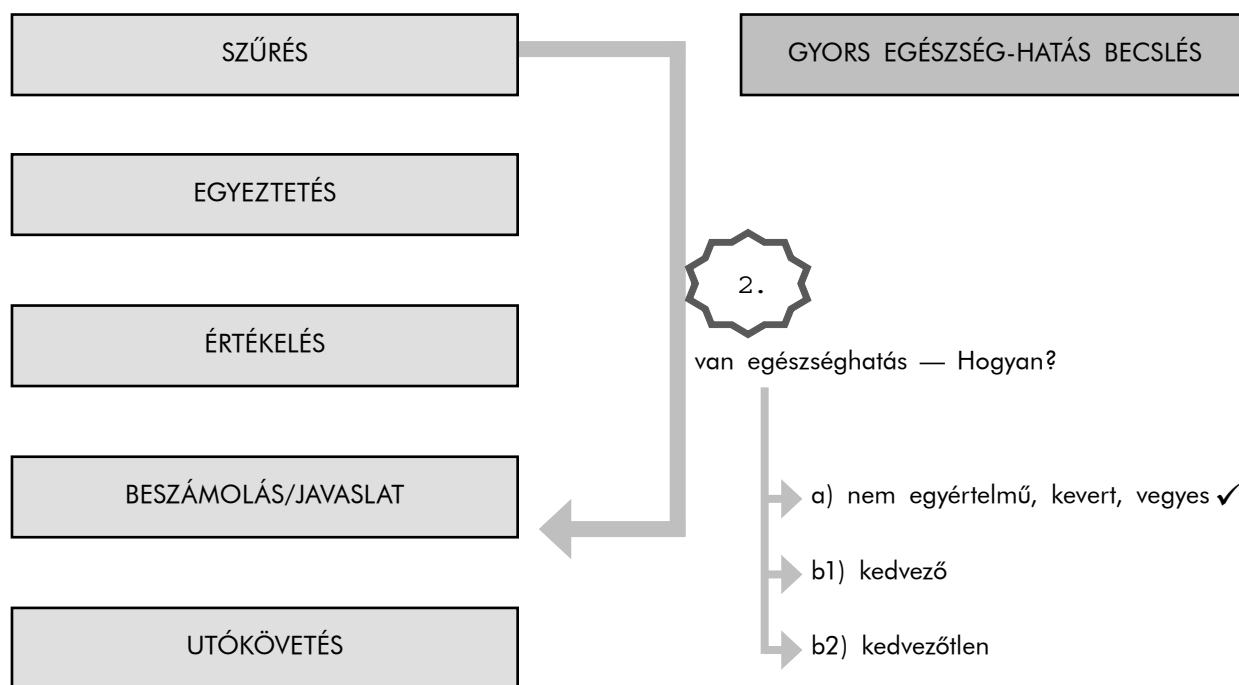 SZŰRÉS
GYORS EGÉSZSÉG-HATÁS BECSLÉS
EGYEZTETÉS
2.
ÉRTÉKELÉS
van egészséghatás — Hogyan?
BESZÁMOLÁS/JAVASLAT
a) nem egyértelmű, kevert, vegyes ✓
b1) kedvező
UTÓKÖVETÉS
b2) kedvezőtlen